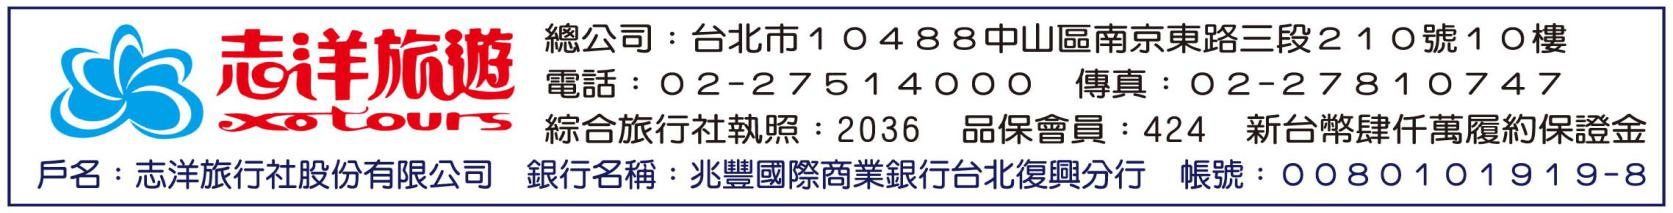 志洋旅遊
xotours
總公司：台北市１０４８８中山區南京東路三段２１０號１０樓
電話：０２-２７５１４０００　傳真：０２-２７８１０７４７
綜合旅行社執照：2036　品保會員：424　新台幣肆仟萬履約保證金
戶名：志洋旅行社股份有限公司　銀行名稱：兆豐國際商業銀行台北復興分行　帳號：００８０１０１９１９-８